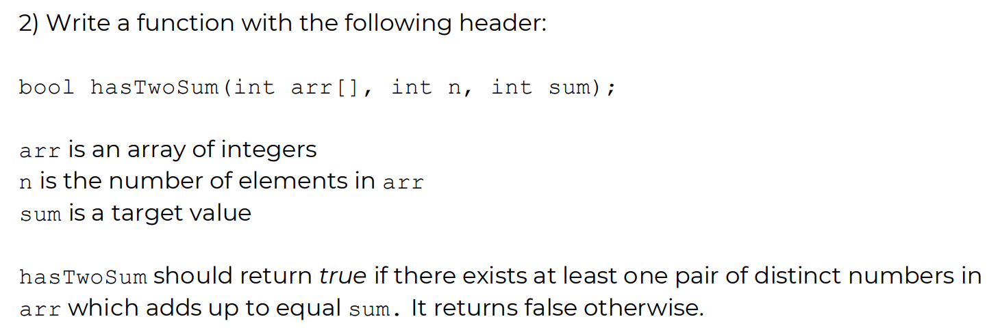 2) Write a function with the following header:
bool hasTwoSum(int arr[], int n, int sum);
arr is an array of integers
n is the number of elements in arr
sum is a target value
hasTwoSum should return true if there exists at least one pair of distinct numbers in
arr which adds up to equal sum. It returns false otherwise.